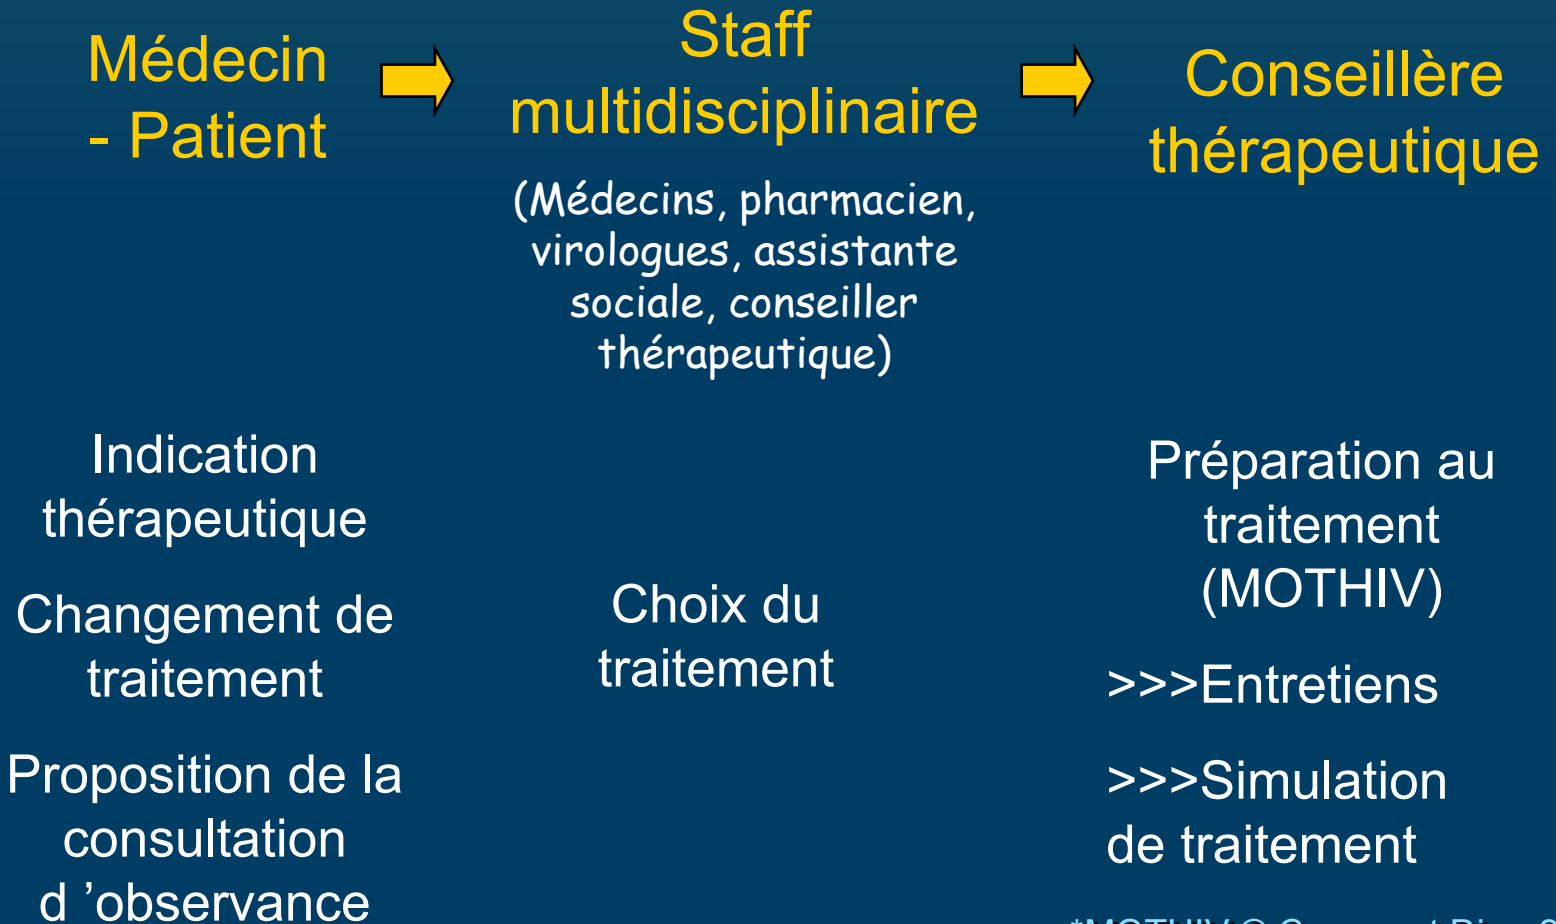 Médecin
- Patient
Staff
multidisciplinaire
(Médecins, pharmacien,
virologues, assistante
sociale, conseiller
thérapeutique)
Conseillère
thérapeutique
Indication
thérapeutique
Changement de
traitement
Proposition de la
consultation
d ’observance
Choix du
traitement
Préparation au
traitement
(MOTHIV)
>>>Entretiens
>>>Simulation
de traitement
*MOTHIV ©